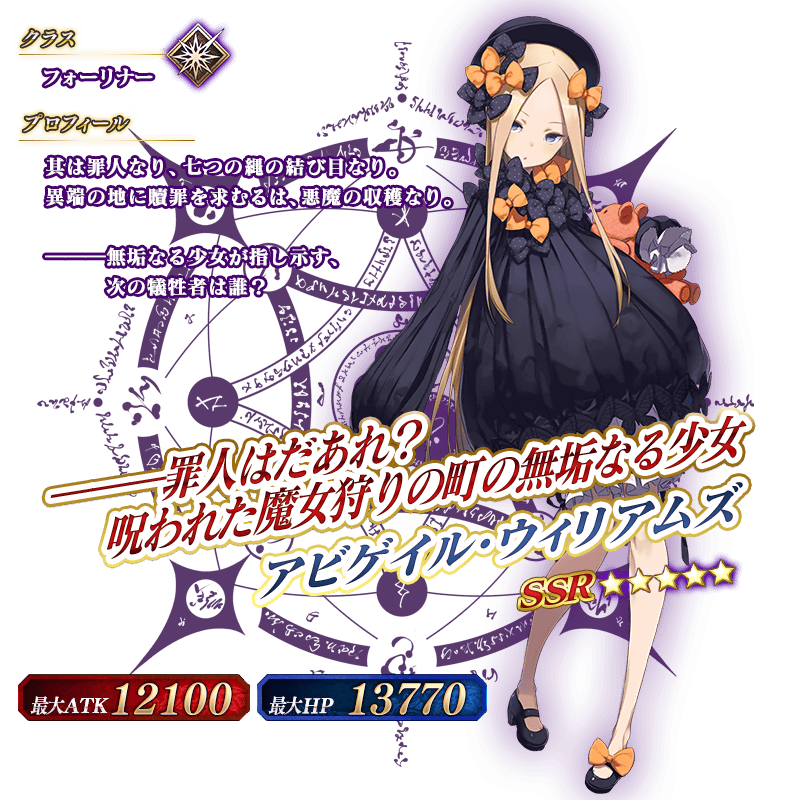 クラス
フォーリナー
プロフィール
其は罪人なり、七つの縄の結び目なり。
異端の地に贖罪を求むるは、悪魔の収穫なり。
───無垢なる少女が指し示す、
次の犠牲者は誰?
───罪人はだあれ?
呪われた魔女狩りの町の無垢なる少女
アビゲイル・ウィリアムズ
SSR★★★★★
最大ATK 12100
最大HP 13770